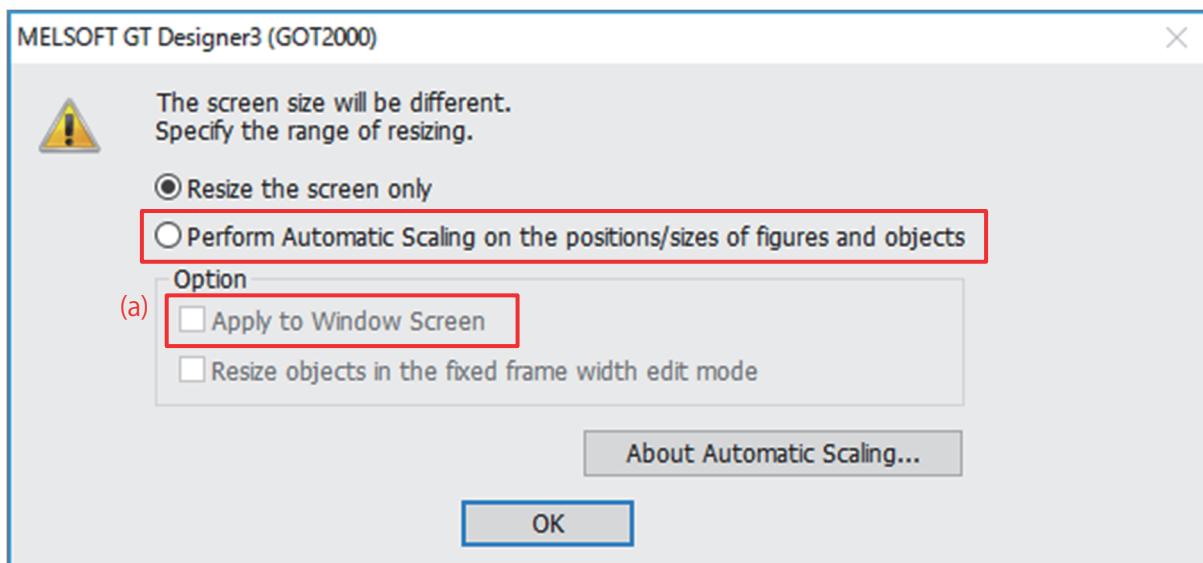 MELSOFT GT Designer3 (GOT2000)
The screen size will be different.
Specify the range of resizing.
Resize the screen only
Perform Automatic Scaling on the positions/sizes of figures and objects
Option
(a)
Apply to Window Screen
Resize objects in the fixed frame width edit mode
About Automatic Scaling...
OK